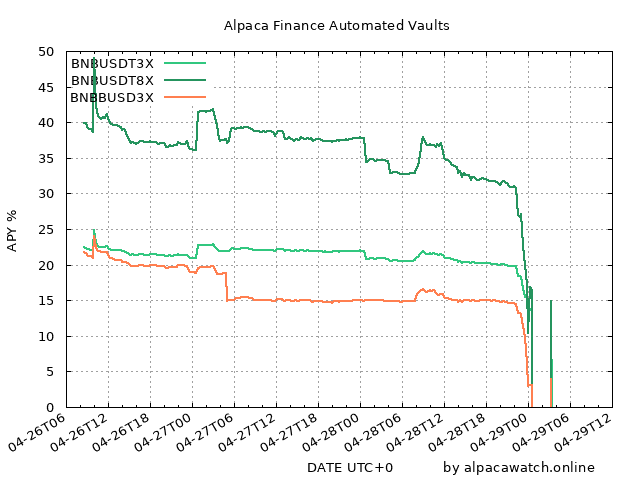 Alpaca Finance Automated Vaults
BNBUSDT3X
BNBUSDT8X
BNBBUSD3X
50
45
40
35
30
25
20
15
10
5
0
APY %
04-26T06
04-26T12
04-26T18
04-27T00
04-27T06
04-27T12
04-27T18
04-28T00
04-28T06
04-28T12
04-28T18
04-29T00
04-29T06
04-29T12
DATE UTC+0
by alpacawatch.online